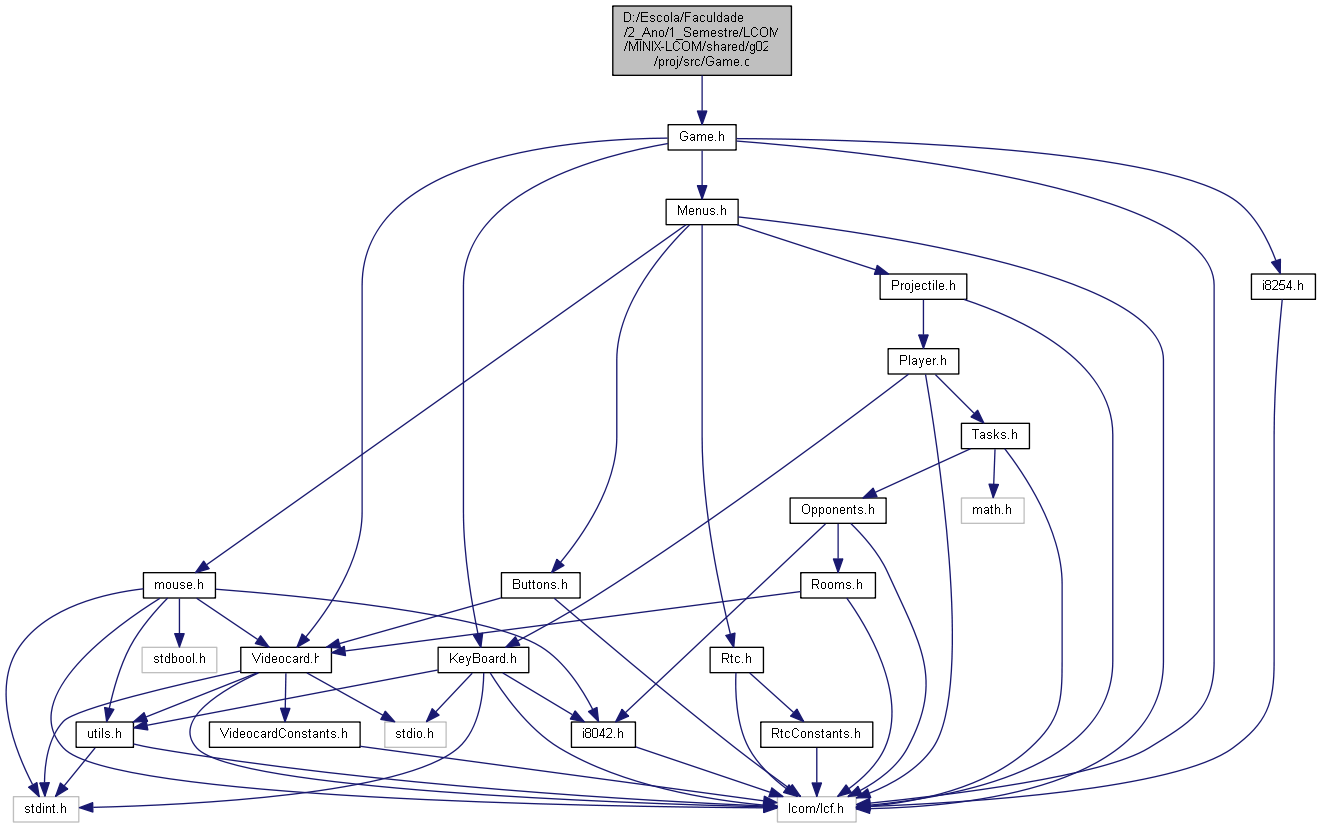 D:/Escola/Faculdade
/2_Ano/1_Semestre/LCOM
/MINIX-LCOM/shared/g02
/proj/src/Game.c
Game.h
Menus.h
Projectile.h
i8254.h
Player.h
Tasks.h
Opponents.h
math.h
mouse.h
Buttons.h
Rooms.h
stdbool.h
Videocard.h
KeyBoard.h
Rtc.h
utils.h
VideocardConstants.h
stdio.h
i8042.h
RtcConstants.h
stdint.h
lcom/lcf.h